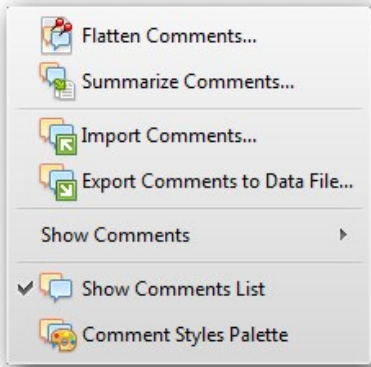 Flatten Comments...
Summarize Comments...
Import Comments...
Export Comments to Data File...
Show Comments
Show Comments List
Comment Styles Palette